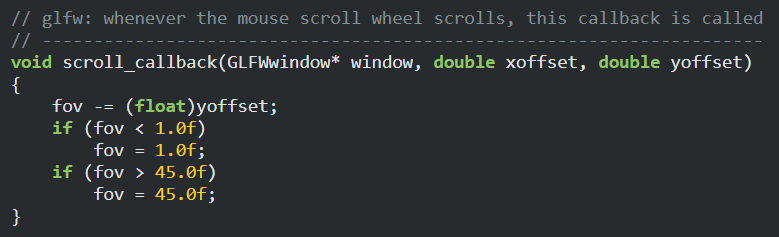 // glfw: whenever the mouse scroll wheel scrolls, this callback is called
// ----------------------------------------------------------------------
void scroll_callback(GLFWwindow* window, double xoffset, double yoffset)
{
    fov -= (float)yoffset;
    if (fov < 1.0f)
        fov = 1.0f;
    if (fov > 45.0f)
        fov = 45.0f;
}